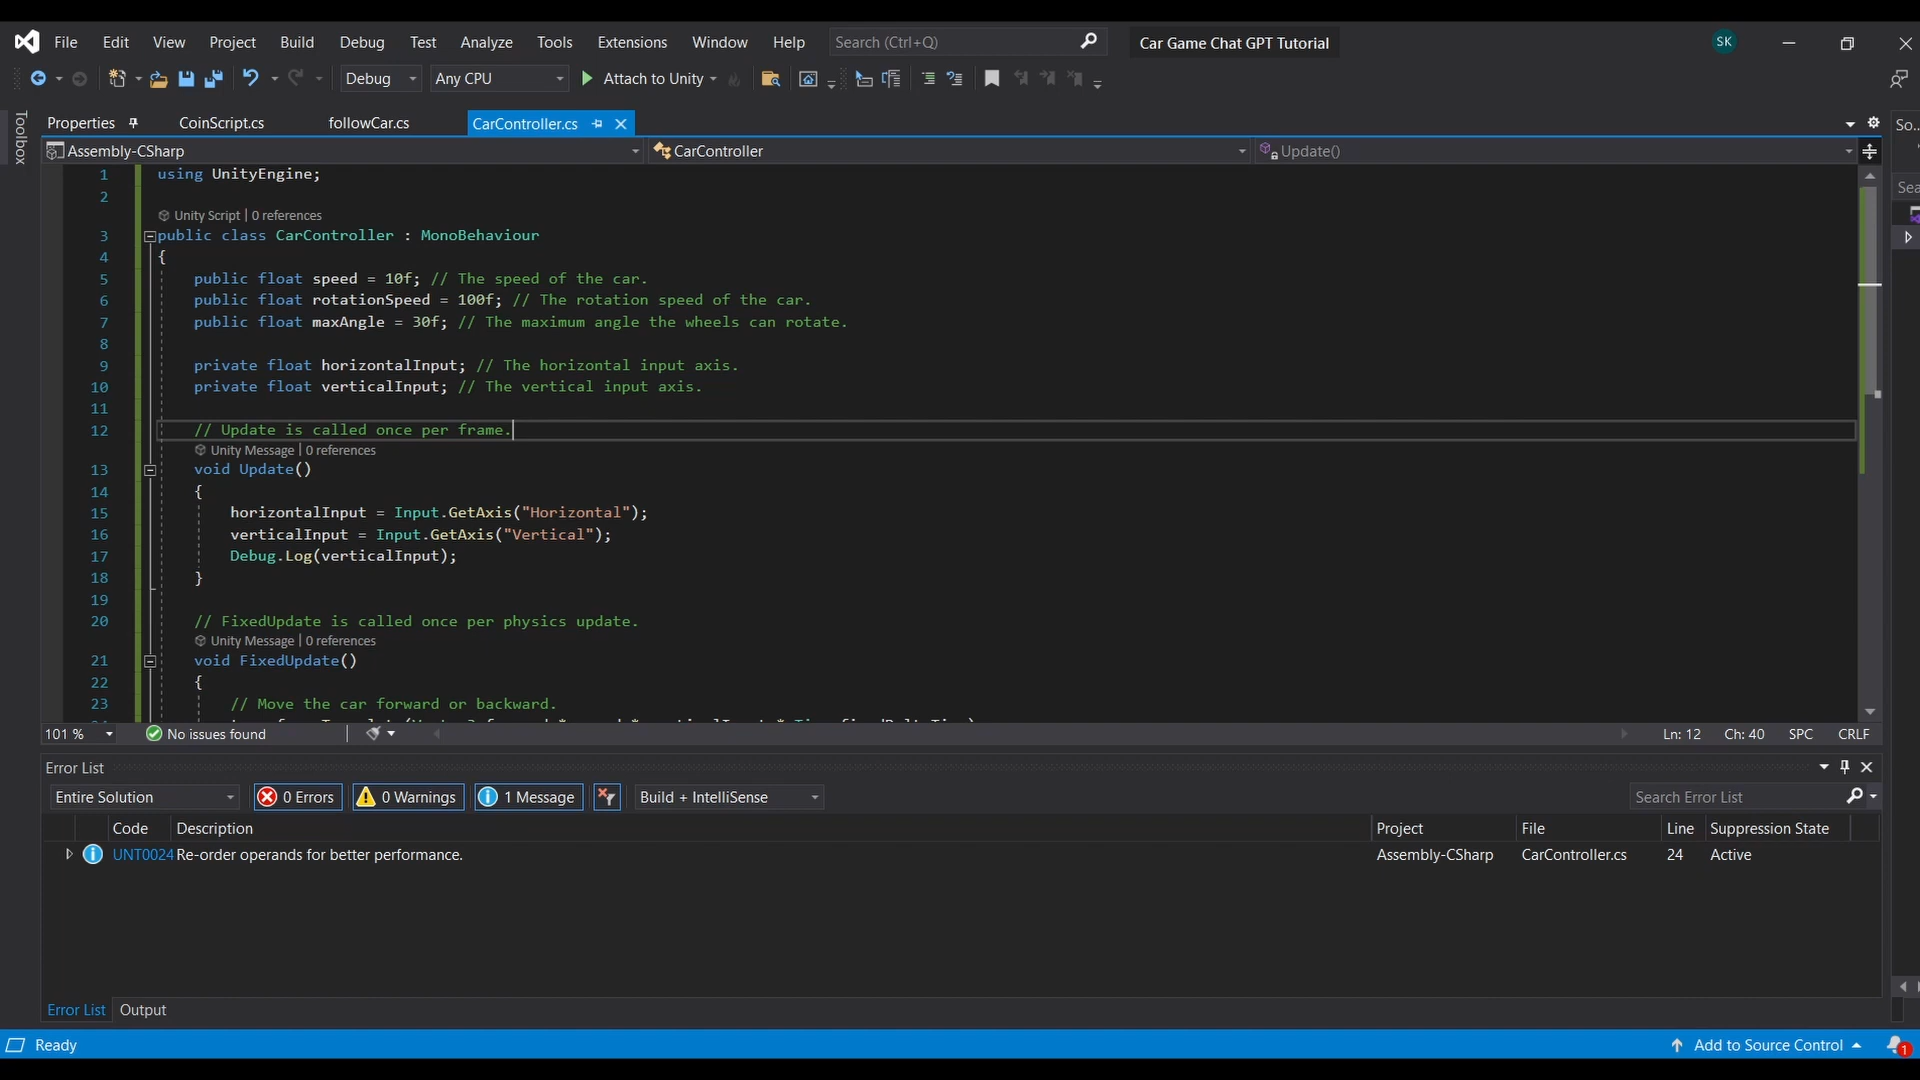 File Edit View Project Build Debug Test Analyze Tools Extensions Window Help Search (Ctrl+Q) Car Game Chat GPT Tutorial SK
Debug Any CPU Attach to Unity
Toolbox
Properties CoinScript.cs followCar.cs CarController.cs So...
Assembly-CSharp CarController Update()
1 using UnityEngine;
2
Sea
Unity Script | 0 references
3 public class CarController : MonoBehaviour
4 {
5 public float speed = 10f; // The speed of the car.
6 public float rotationSpeed = 100f; // The rotation speed of the car.
7 public float maxAngle = 30f; // The maximum angle the wheels can rotate.
8
9 private float horizontalInput; // The horizontal input axis.
10 private float verticalInput; // The vertical input axis.
11
12 // Update is called once per frame.
Unity Message | 0 references
13 void Update()
14 {
15 horizontalInput = Input.GetAxis("Horizontal");
16 verticalInput = Input.GetAxis("Vertical");
17 Debug.Log(verticalInput);
18 }
19
20 // FixedUpdate is called once per physics update.
Unity Message | 0 references
21 void FixedUpdate()
22 {
23 // Move the car forward or backward.
101 % No issues found Ln: 12 Ch: 40 SPC CRLF
Error List
Entire Solution 0 Errors 0 Warnings 1 Message Build + IntelliSense Search Error List
Code Description Project File Line Suppression State
UNT0024 Re-order operands for better performance. Assembly-CSharp CarController.cs 24 Active
Error List Output
Ready Add to Source Control 1